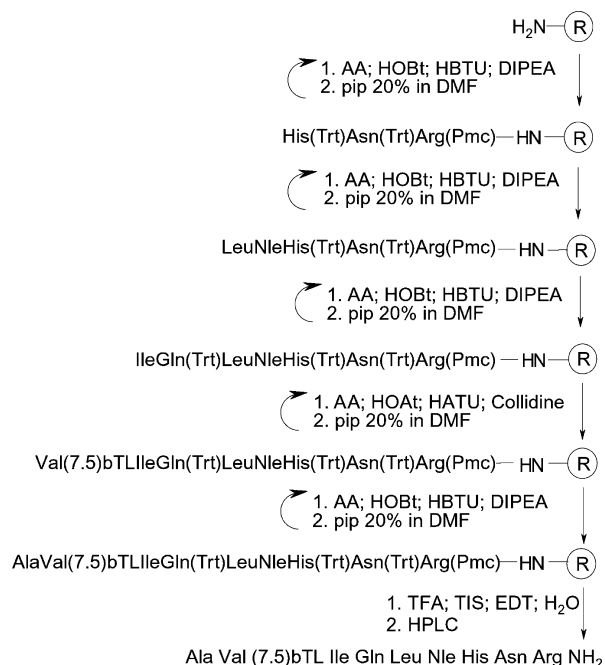 H2N—R
1. AA; HOBt; HBTU; DIPEA
2. pip 20% in DMF
His(Trt)Asn(Trt)Arg(Pmc)—HN—R
1. AA; HOBt; HBTU; DIPEA
2. pip 20% in DMF
LeuNleHis(Trt)Asn(Trt)Arg(Pmc)—HN—R
1. AA; HOBt; HBTU; DIPEA
2. pip 20% in DMF
IleGln(Trt)LeuNleHis(Trt)Asn(Trt)Arg(Pmc)—HN—R
1. AA; HOAt; HATU; Collidine
2. pip 20% in DMF
Val(7.5)bTLIleGln(Trt)LeuNleHis(Trt)Asn(Trt)Arg(Pmc)—HN—R
1. AA; HOBt; HBTU; DIPEA
2. pip 20% in DMF
AlaVal(7.5)bTLIleGln(Trt)LeuNleHis(Trt)Asn(Trt)Arg(Pmc)—HN—R
1. TFA; TIS; EDT; H2O
2. HPLC
Ala Val (7.5)bTL Ile Gln Leu Nle His Asn Arg NH2